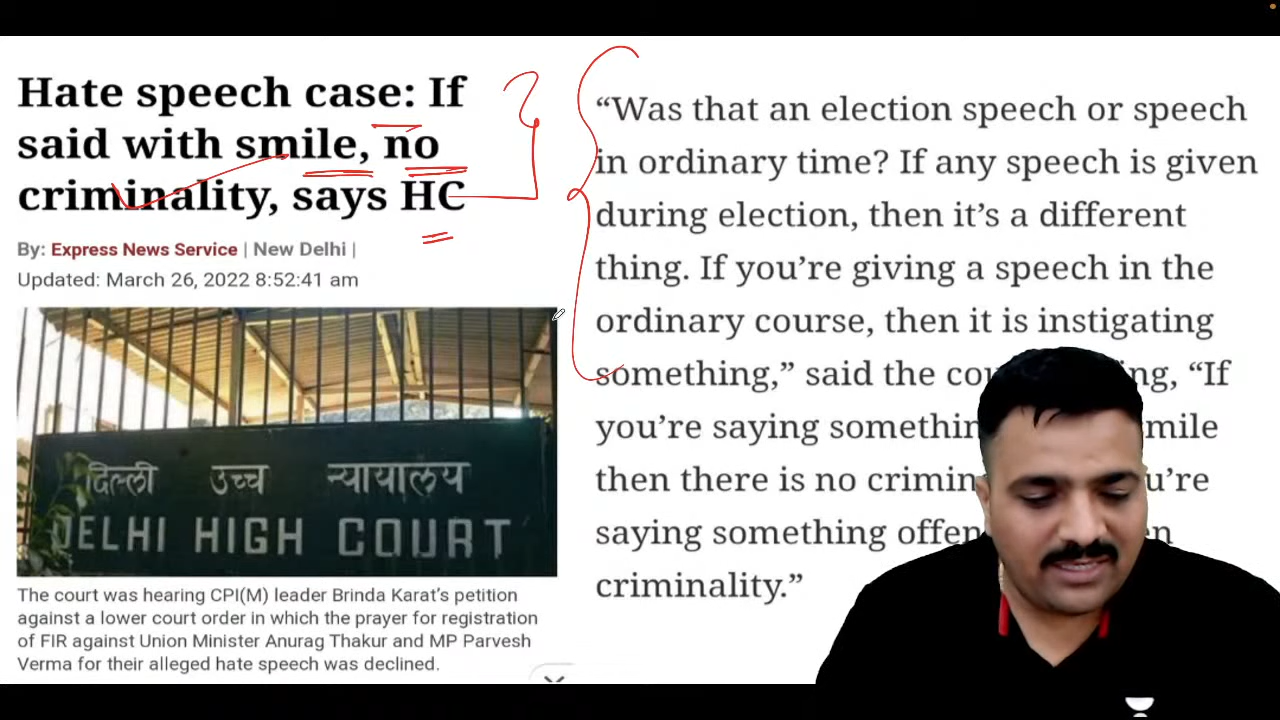 Hate speech case: If
said with smile, no
criminality, says HC
By: Express News Service | New Delhi |
Updated: March 26, 2022 8:52:41 am
दिल्ली उच्च न्यायालय
DELHI HIGH COURT
The court was hearing CPI(M) leader Brinda Karat’s petition
against a lower court order in which the prayer for registration
of FIR against Union Minister Anurag Thakur and MP Parvesh
Verma for their alleged hate speech was declined.
“Was that an election speech or speech
in ordinary time? If any speech is given
during election, then it’s a different
thing. If you’re giving a speech in the
ordinary course, then it is instigating
something,” said the “If
you’re saying
then there is no
saying something
criminality.”